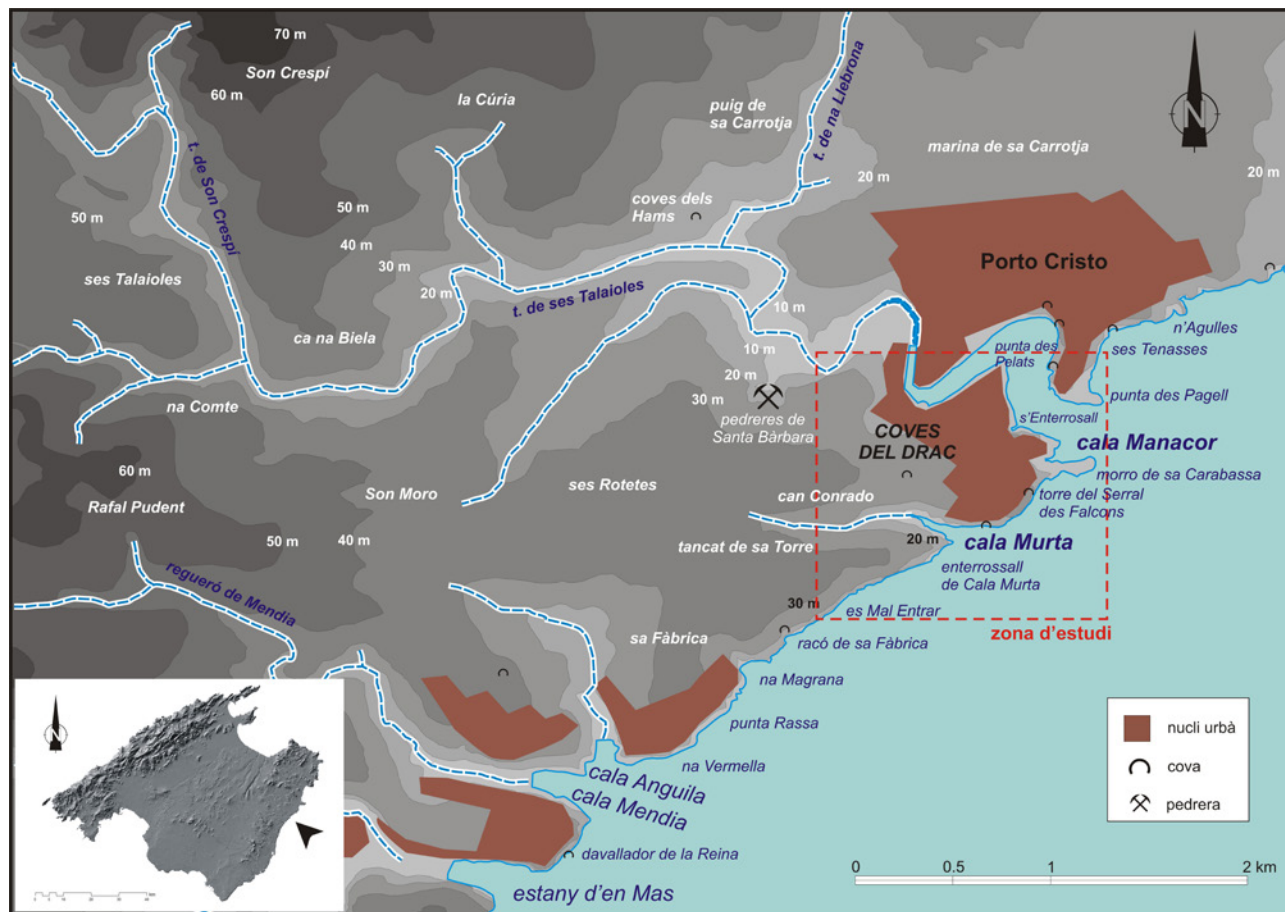 70 m
Son Crespí
60 m
la Cúria
puig de
sa Carrotja
t. de na Llebrona
N
marina de sa Carrotja
20 m
20 m
t. de Son Crespí
50 m
50 m
coves dels
Hams
40 m
30 m
20 m
ses Talaioles
Porto Cristo
t. de ses Talaioles
10 m
ca na Biela
10 m
n'Agulles
ses Tenasses
punta des
Pelats
20 m
30 m
na Comte
pedreres de
Santa Bàrbara
punta des Pagell
s'Enterrosall
COVES
DEL DRAC
cala Manacor
morro de sa Carabassa
60 m
Rafal Pudent
Son Moro
ses Rotetes
can Conrado
torre del Serral
des Falcons
50 m
40 m
tancat de sa Torre
20 m
cala Murta
enterrossall
de Cala Murta
regueró de Mendia
30 m
es Mal Entrar
zona d'estudi
sa Fàbrica
racó de sa Fàbrica
na Magrana
punta Rassa
na Vermella
cala Anguila
cala Mendia
davallador de la Reina
estany d'en Mas
N
nucli urbà
cova
pedrera
0 0.5 1 2 km